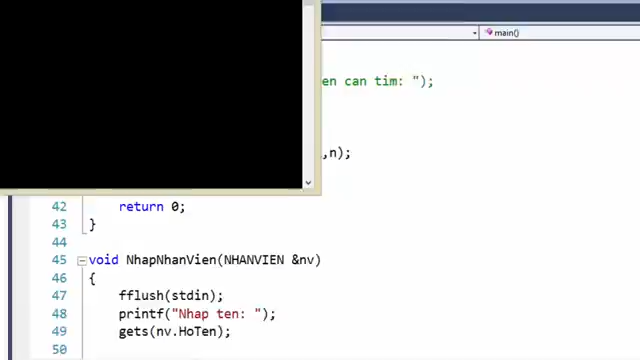 main()
en can tim: ");
,n);
42 return 0;
43 }
44
45 void NhapNhanVien(NHANVIEN &nv)
46 {
47 fflush(stdin);
48 printf("Nhap ten: ");
49 gets(nv.HoTen);
50